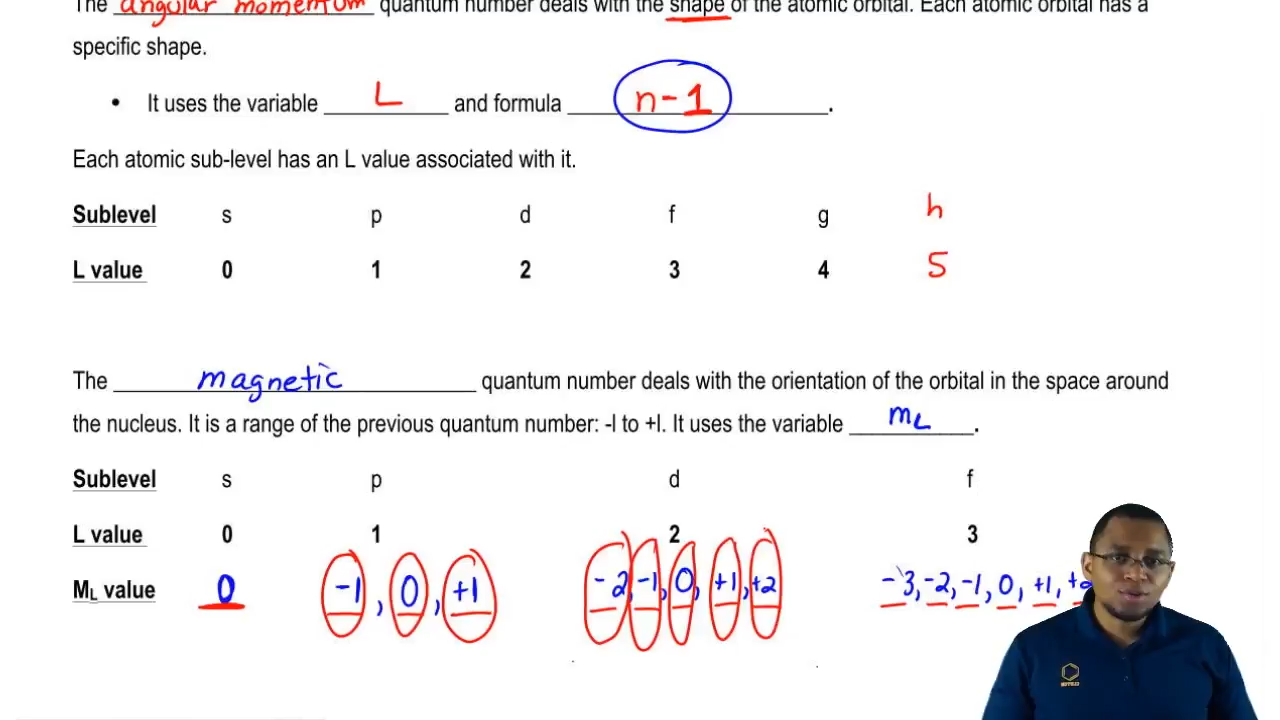 The angular momentum quantum number deals with the shape of the atomic orbital. Each atomic orbital has a
specific shape.
• It uses the variable L and formula n-1.
Each atomic sub-level has an L value associated with it.
Sublevel s p d f g h
L value 0 1 2 3 4 5
The magnetic quantum number deals with the orientation of the orbital in the space around
the nucleus. It is a range of the previous quantum number: -l to +l. It uses the variable mL.
Sublevel s p d f
L value 0 1 2 3
ML value 0 -1, 0, +1 -2, -1, 0, +1, +2 -3, -2, -1, 0, +1, +2